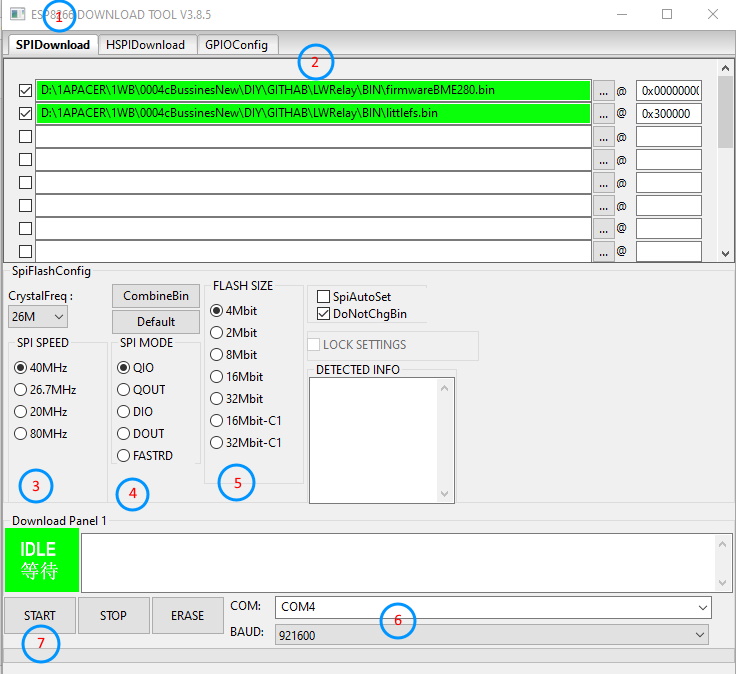 ESP8266 DOWNLOAD TOOL V3.8.5
1
SPIDownload HSPIDownload GPIOConfig
2
D:\1APACER\1WB\0004cBussinesNew\DIY\GITHAB\LWRelay\BIN\firmwareBME280.bin ... @ 0x00000000
D:\1APACER\1WB\0004cBussinesNew\DIY\GITHAB\LWRelay\BIN\littlefs.bin ... @ 0x300000
... @
... @
... @
... @
... @
... @
SpiFlashConfig
CrystalFreq :
26M
CombineBin
Default
SPI SPEED
40MHz
26.7MHz
20MHz
80MHz
3
SPI MODE
QIO
QOUT
DIO
DOUT
FASTRD
4
FLASH SIZE
4Mbit
2Mbit
8Mbit
16Mbit
32Mbit
16Mbit-C1
32Mbit-C1
5
SpiAutoSet
DoNotChgBin
LOCK SETTINGS
DETECTED INFO
Download Panel 1
IDLE
等待
START STOP ERASE
7
COM: COM4
6
BAUD: 921600